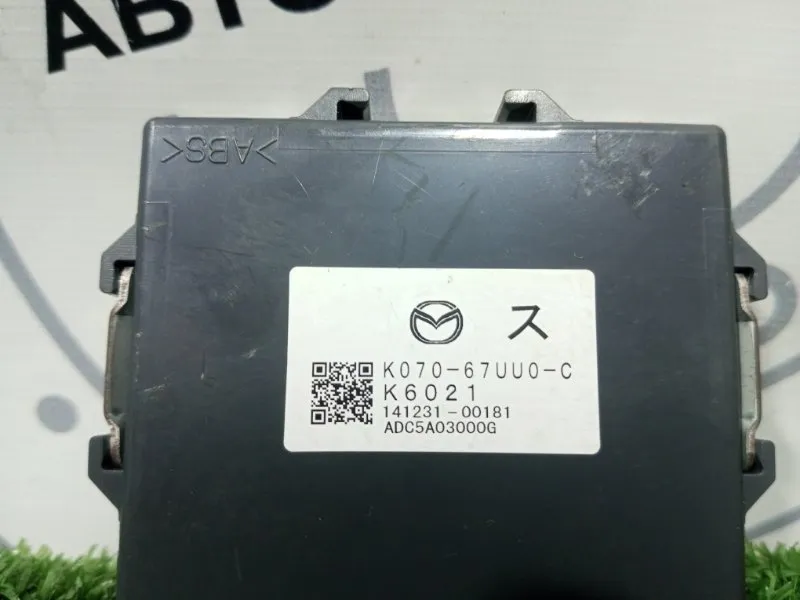 АВТО
>ABS<
ス
K070-67UU0-C
K6021
141231-00181
ADC5A03000G